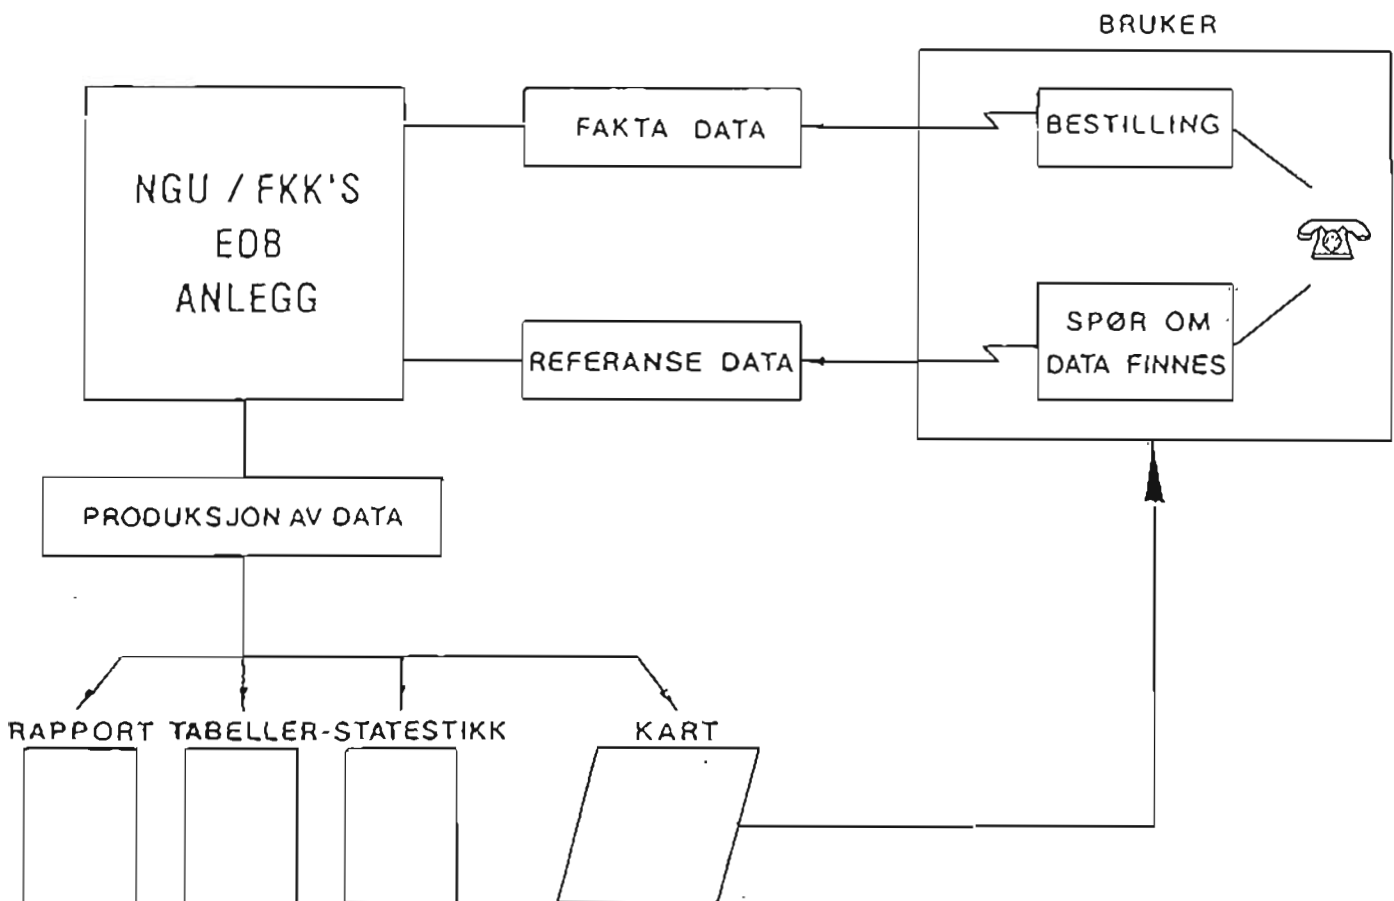 BRUKER
NGU / FKK'S
EDB
ANLEGG
FAKTA DATA
BESTILLING
REFERANSE DATA
SPØR OM
DATA FINNES
PRODUKSJON AV DATA
RAPPORT TABELLER-STATESTIKK
KART